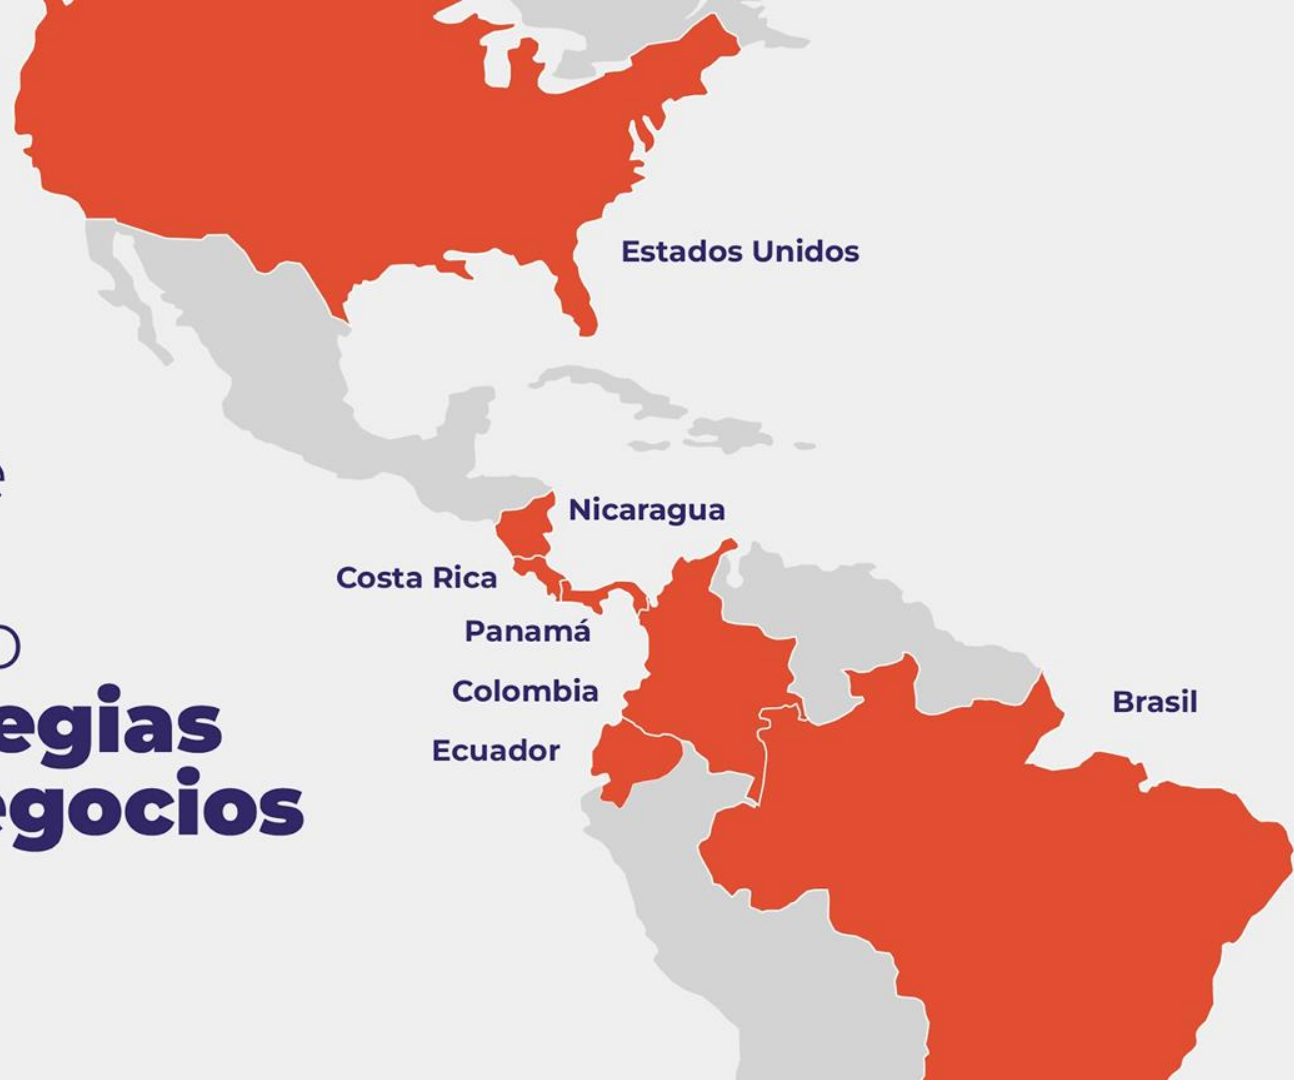 Estados Unidos
Nicaragua
Costa Rica
Panamá
Colombia
Ecuador
Brasil
egias
egocios